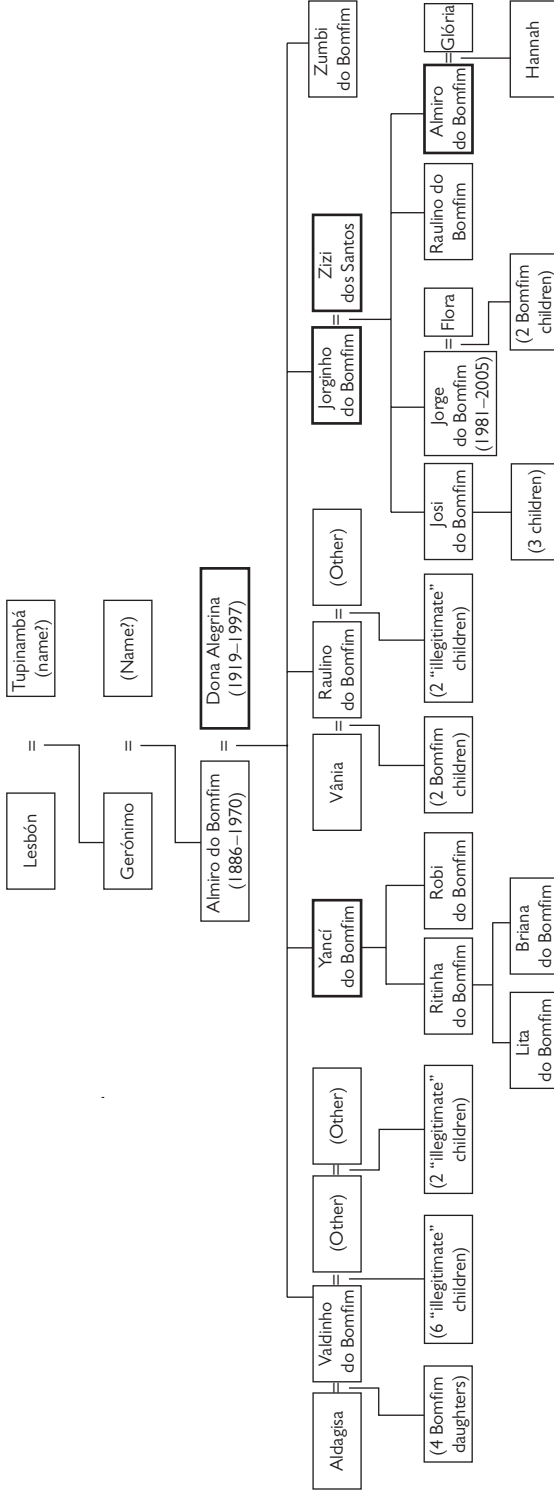 Lesbón
=
Tupinambá
(name?)
Gerónimo
=
(Name?)
Almiro do Bomfim
(1886–1970)
=
Dona Alegrina
(1919–1997)
Aldagisa
=
Valdinho
do Bomfim
=
(Other)
=
(Other)
Yancí
do Bomfim
Vânia
=
Raulino
do Bomfim
=
(Other)
Jorginho
do Bomfim
=
Zizi
dos Santos
Zumbi
do Bomfim
(4 Bomfim
daughters)
(6 “illegitimate”
children)
(2 “illegitimate”
children)
Ritinha
do Bomfim
Robi
do Bomfim
(2 Bomfim
children)
(2 “illegitimate”
children)
Josi
do Bomfim
Jorge
do Bomfim
(1981–2005)
=
Flora
Raulino do
Bomfim
Almiro
do Bomfim
=
Glória
Lita
do Bomfim
Briana
do Bomfim
(3 children)
(2 Bomfim
children)
Hannah